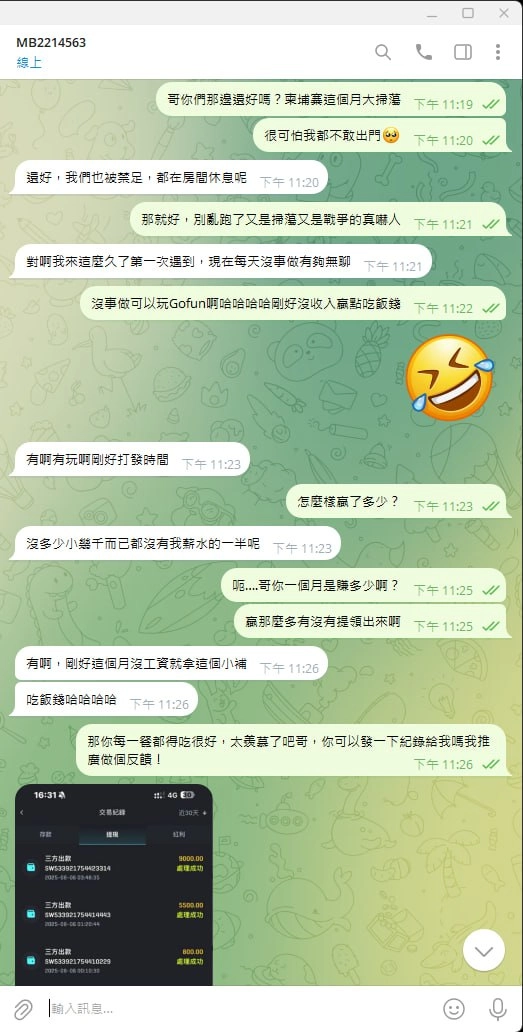 MB2214563
線上
哥你們那邊還好嗎？柬埔寨這個月大掃蕩 下午 11:19
很可怕我都不敢出門🥺 下午 11:20
還好，我們也被禁足，都在房間休息呢 下午 11:20
那就好，別亂跑了又是掃蕩又是戰爭的真嚇人 下午 11:21
對啊我來這麼久了第一次遇到，現在每天沒事做有夠無聊 下午 11:21
沒事做可以玩Gofun啊哈哈哈哈剛好沒收入贏點吃飯錢 下午 11:22
有啊有玩啊剛好打發時間 下午 11:23
怎麼樣贏了多少？ 下午 11:23
沒多少小幾千而已都沒有我薪水的一半呢 下午 11:23
呃....哥你一個月是賺多少啊？ 下午 11:25
贏那麼多有沒有提領出來啊 下午 11:25
有啊，剛好這個月沒工資就拿這個小補 下午 11:26
吃飯錢哈哈哈哈 下午 11:26
那你每一餐都得吃很好，太羨慕了吧哥，你可以發一下紀錄給我嗎我推
廣做個反饋！ 下午 11:26
16:31 4G 30
交易紀錄 近30天
存款 提現 紅利
三方出款 9000.00
SW533921754423314 處理成功
2025-08-06 03:48:35
三方出款 5500.00
SW533921754414443 處理成功
2025-08-06 01:20:44
三方出款 800.00
SW533921754410229 處理成功
2025-08-06 00:10:30
輸入訊息...